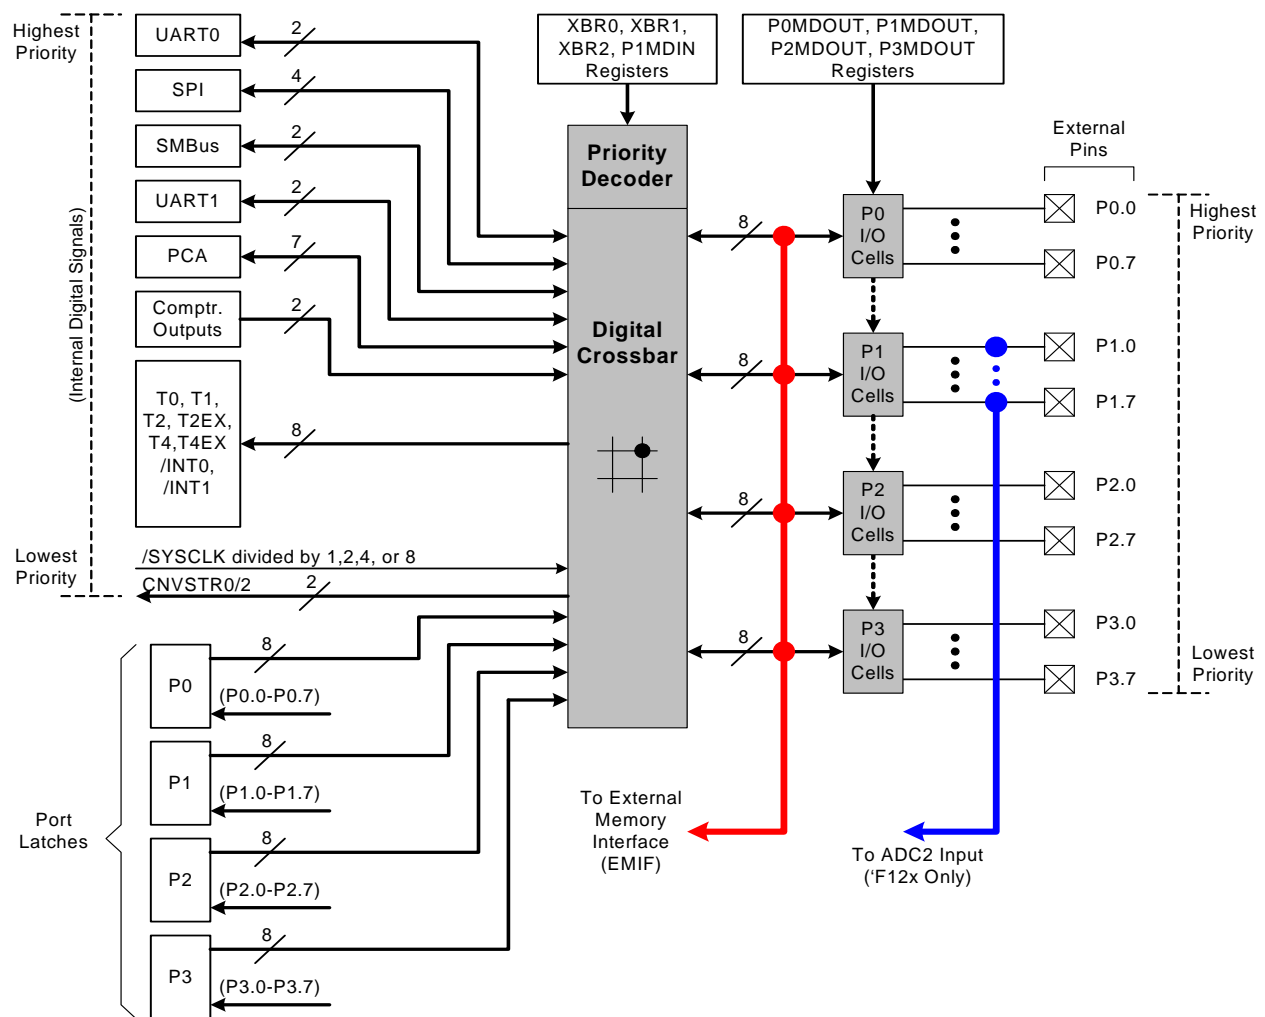 Highest
Priority
UART0
2
SPI
4
SMBus
2
UART1
2
PCA
7
Comptr.
Outputs
2
T0, T1,
T2, T2EX,
T4,T4EX
/INT0,
/INT1
8
(Internal Digital Signals)
Lowest
Priority
/SYSCLK divided by 1,2,4, or 8
CNVSTR0/2
2
Port
Latches
P0
8
(P0.0-P0.7)
P1
8
(P1.0-P1.7)
P2
8
(P2.0-P2.7)
P3
8
(P3.0-P3.7)
XBR0, XBR1,
XBR2, P1MDIN
Registers
Priority
Decoder
Digital
Crossbar
P0MDOUT, P1MDOUT,
P2MDOUT, P3MDOUT
Registers
8
8
8
8
P0
I/O
Cells
P1
I/O
Cells
P2
I/O
Cells
P3
I/O
Cells
External
Pins
P0.0
P0.7
P1.0
P1.7
P2.0
P2.7
P3.0
P3.7
Highest
Priority
Lowest
Priority
To External
Memory
Interface
(EMIF)
To ADC2 Input
(‘F12x Only)